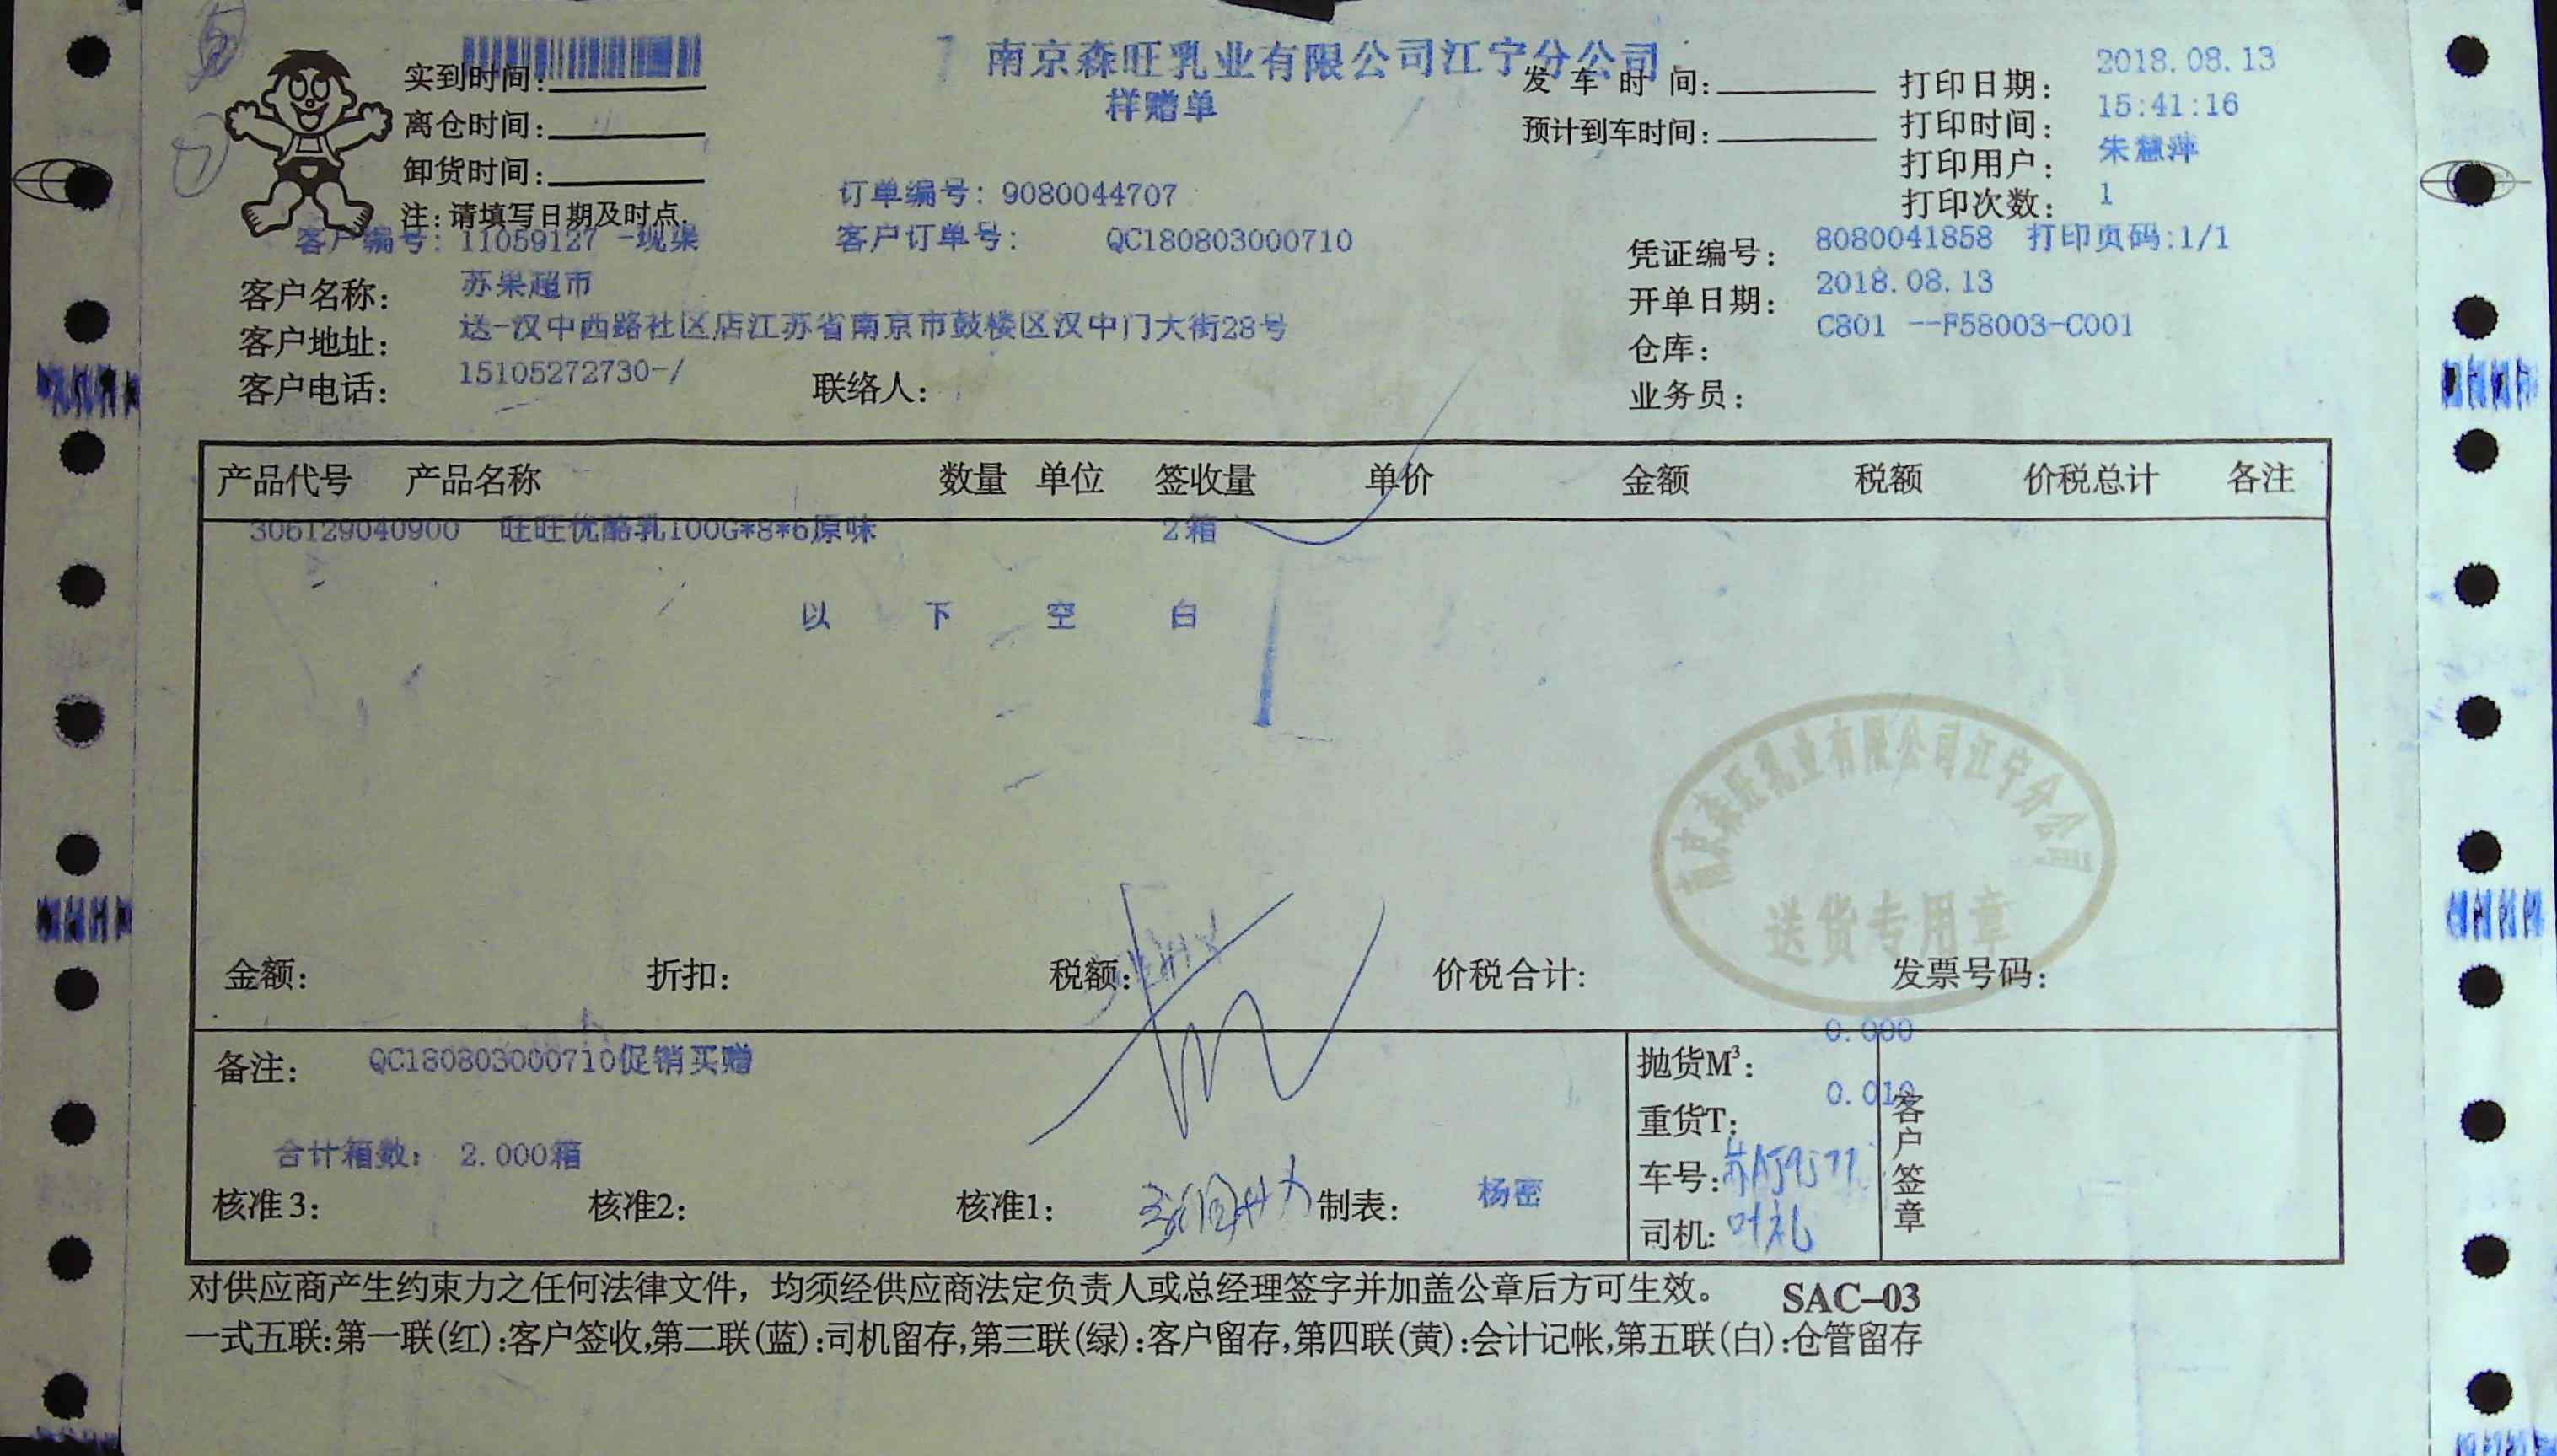 南京森旺乳业有限公司江宁分公司
样赠单
实到时间:
离仓时间:
卸货时间:
注:请填写日期及时点.
发车时间:
预计到车时间:
打印日期: 2018.08.13
打印时间: 15:41:16
打印用户: 朱慧萍
打印次数: 1
订单编号: 9080044707
客户编号: 11059127 -现渠 客户订单号: QC180803000710
凭证编号: 8080041858 打印页码:1/1
客户名称: 苏果超市
开单日期: 2018.08.13
客户地址: 送-汉中西路社区店江苏省南京市鼓楼区汉中门大街28号
仓库: C801 --F58003-C001
客户电话: 15105272730-/ 联络人:
业务员:
产品代号 产品名称 数量 单位 签收量 单价 金额 税额 价税总计 各注
306129040900 旺旺优酪乳100G*8*6原味 2箱
以 下 空 白
南京森旺乳业有限公司江宁分公司
送货专用章
金额: 折扣: 税额: 价税合计: 发票号码:
备注: QC180803000710促销买赠
抛货M³: 0.000
重货T: 0.010
合计箱数: 2.000箱
车号:
核准3: 核准2: 核准1: 制表: 杨密
司机: 叶礼
客户签章
对供应商产生约束力之任何法律文件，均须经供应商法定负责人或总经理签字并加盖公章后方可生效。 SAC–03
一式五联:第一联(红):客户签收,第二联(蓝):司机留存,第三联(绿):客户留存,第四联(黄):会计记帐,第五联(白):仓管留存